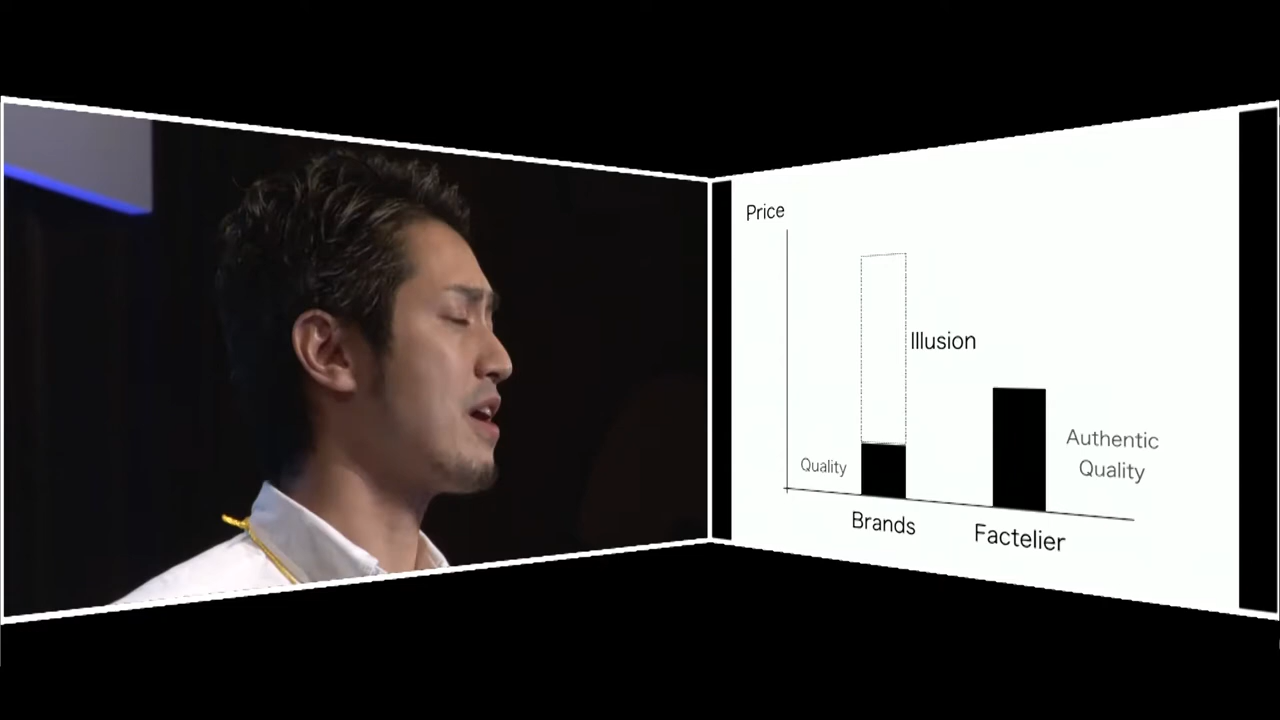 Price
Illusion
Quality
Authentic
Quality
Brands
Factelier